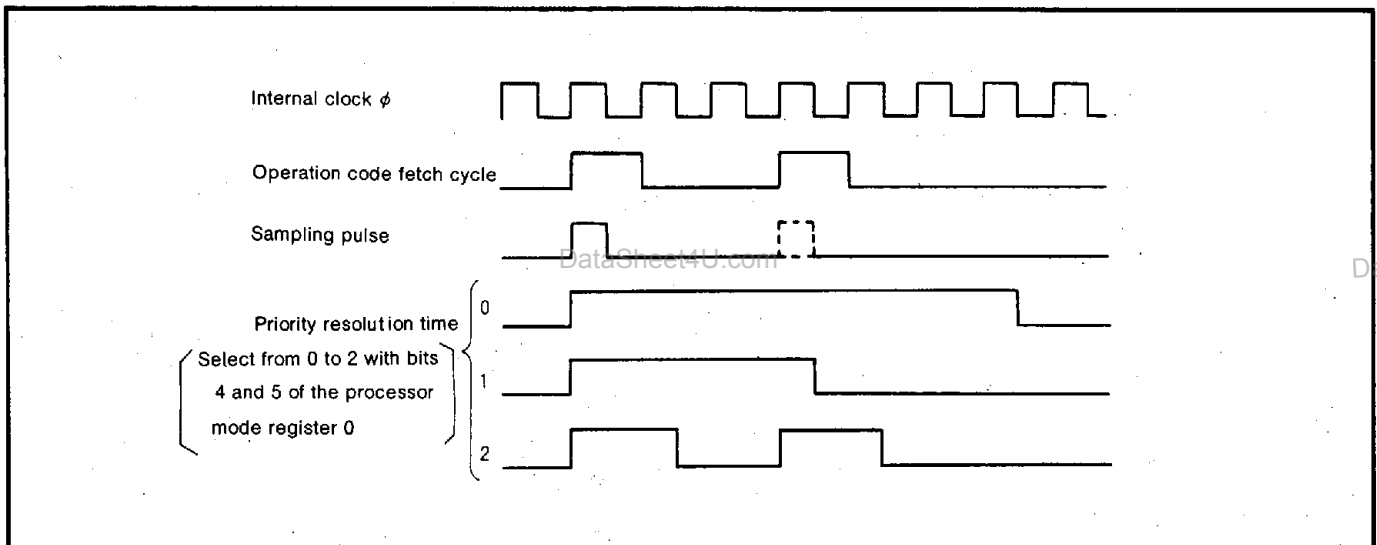 Internal clock φ
Operation code fetch cycle
Sampling pulse
DataSheet4U.com
Priority resolution time
Select from 0 to 2 with bits
4 and 5 of the processor
mode register 0
0
1
2